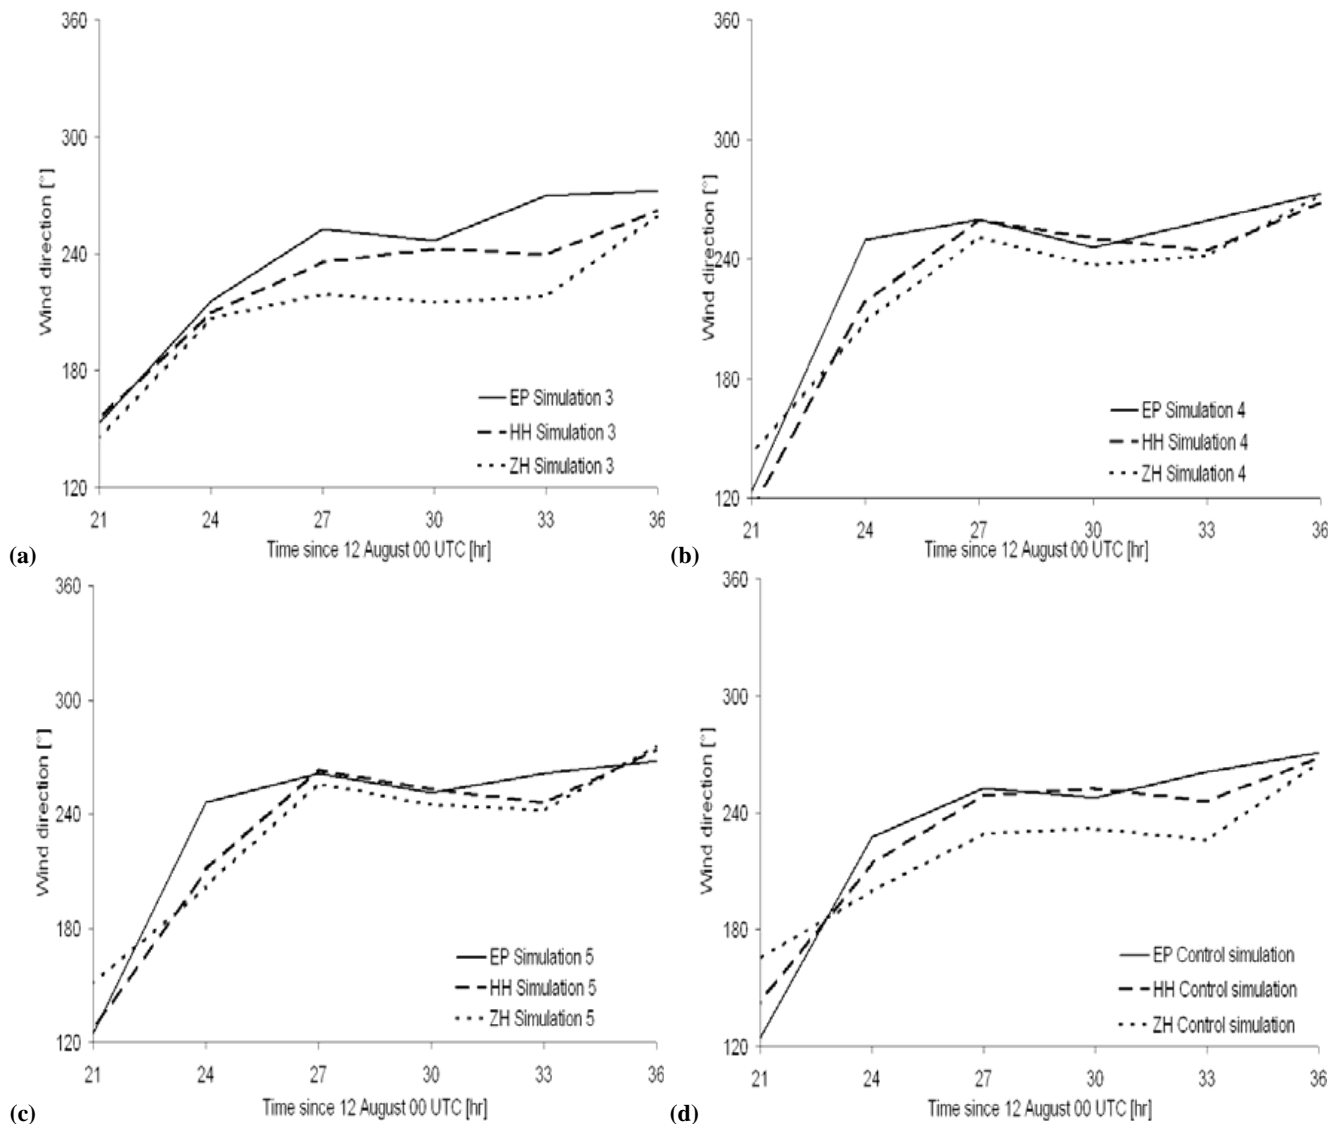 360
300
240
180
120
Wind direction [°]
EP Simulation 3
HH Simulation 3
ZH Simulation 3
21 24 27 30 33 36
Time since 12 August 00 UTC [hr]
(a)
360
300
240
180
120
Wind direction [°]
EP Simulation 4
HH Simulation 4
ZH Simulation 4
21 24 27 30 33 36
Time since 12 August 00 UTC [hr]
(b)
360
300
240
180
120
Wind direction [°]
EP Simulation 5
HH Simulation 5
ZH Simulation 5
21 24 27 30 33 36
Time since 12 August 00 UTC [hr]
(c)
360
300
240
180
120
Wind direction [°]
EP Control simulation
HH Control simulation
ZH Control simulation
21 24 27 30 33 36
Time since 12 August 00 UTC [hr]
(d)